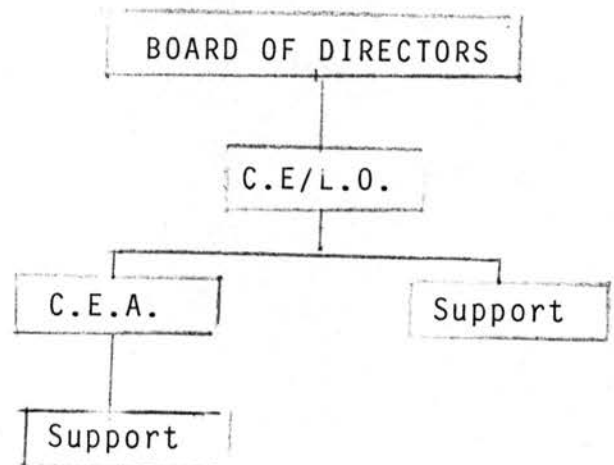 BOARD OF DIRECTORS
C.E/L.O.
C.E.A.
Support
Support